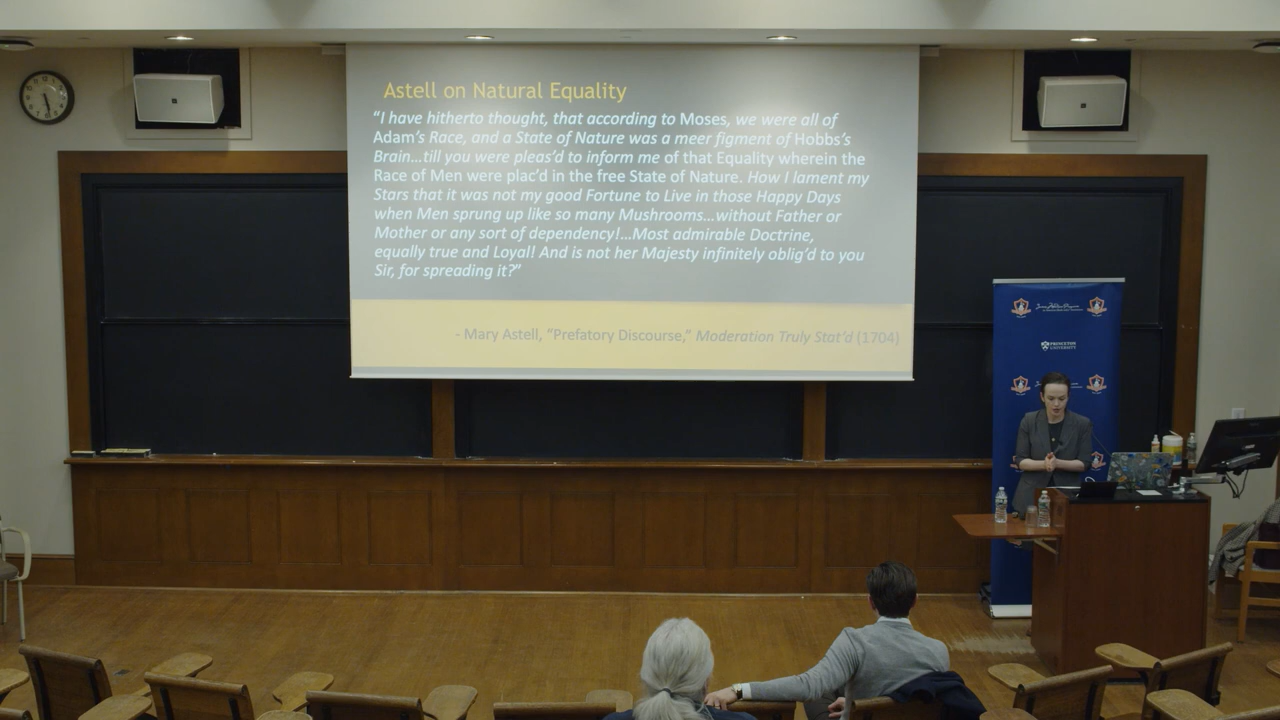 Astell on Natural Equality
“I have hitherto thought, that according to Moses, we were all of
Adam’s Race, and a State of Nature was a meer figment of Hobbs’s
Brain…till you were pleas’d to inform me of that Equality wherein the
Race of Men were plac’d in the free State of Nature. How I lament my
Stars that it was not my good Fortune to Live in those Happy Days
when Men sprung up like so many Mushrooms…without Father or
Mother or any sort of dependency!…Most admirable Doctrine,
equally true and Loyal! And is not her Majesty infinitely oblig’d to you
Sir, for spreading it?”
- Mary Astell, “Prefatory Discourse,” Moderation Truly Stat’d (1704)
PRINCETON
UNIVERSITY